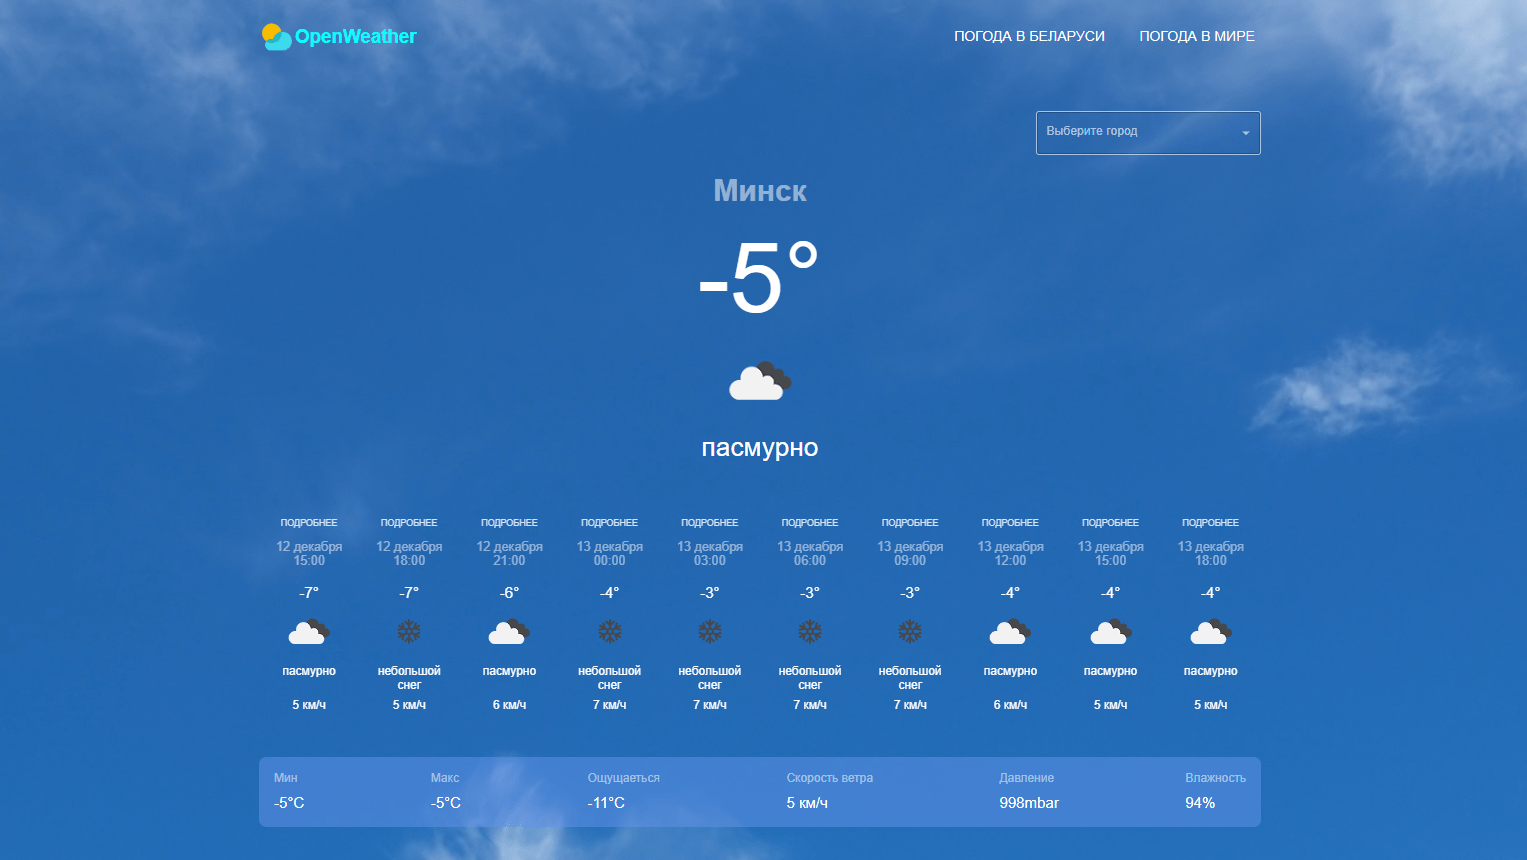 OpenWeather
ПОГОДА В БЕЛАРУСИ ПОГОДА В МИРЕ
Выберите город
Минск
-5°
пасмурно
ПОДРОБНЕЕ ПОДРОБНЕЕ ПОДРОБНЕЕ ПОДРОБНЕЕ ПОДРОБНЕЕ ПОДРОБНЕЕ ПОДРОБНЕЕ ПОДРОБНЕЕ ПОДРОБНЕЕ ПОДРОБНЕЕ
12 декабря 12 декабря 12 декабря 13 декабря 13 декабря 13 декабря 13 декабря 13 декабря 13 декабря 13 декабря
15:00 18:00 21:00 00:00 03:00 06:00 09:00 12:00 15:00 18:00
-7° -7° -6° -4° -3° -3° -3° -4° -4° -4°
пасмурно небольшой пасмурно небольшой небольшой небольшой небольшой пасмурно пасмурно пасмурно
снег снег снег снег снег
5 км/ч 5 км/ч 6 км/ч 7 км/ч 7 км/ч 7 км/ч 7 км/ч 6 км/ч 5 км/ч 5 км/ч
Мин Макс Ощущаеться Скорость ветра Давление Влажность
-5°C -5°C -11°C 5 км/ч 998mbar 94%